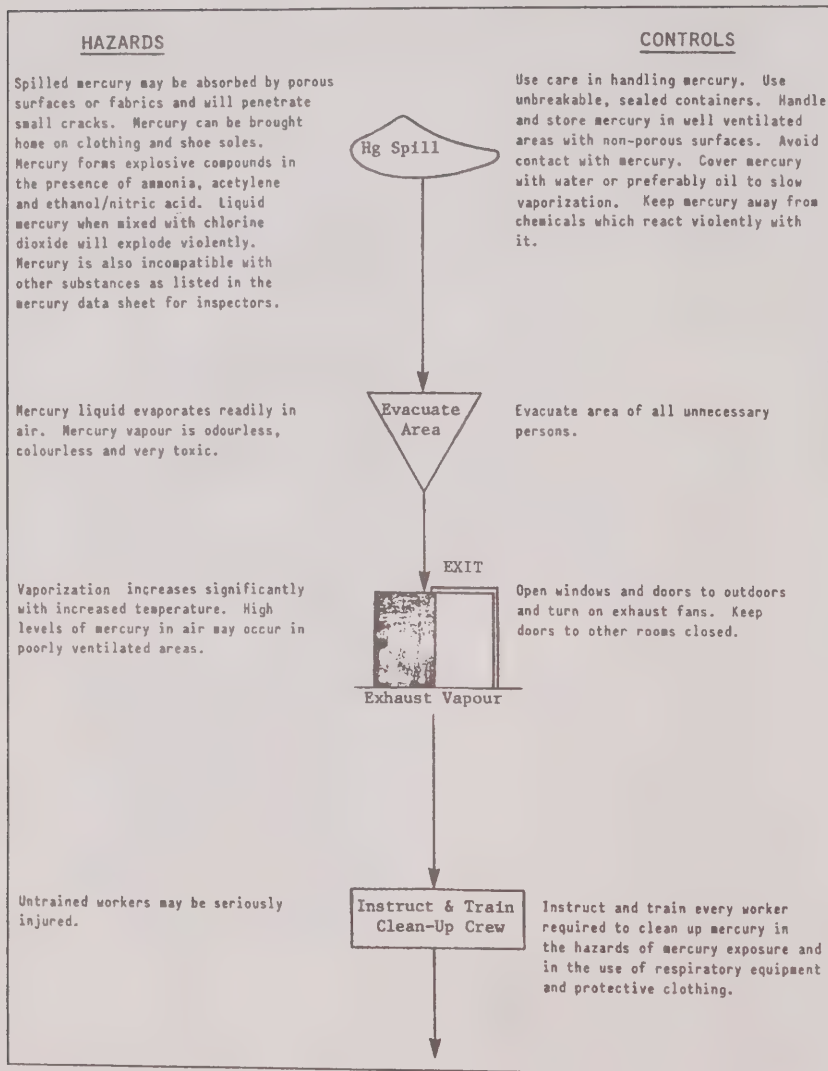 HAZARDS
CONTROLS
Spilled mercury may be absorbed by porous
surfaces or fabrics and will penetrate
small cracks. Mercury can be brought
home on clothing and shoe soles.
Mercury forms explosive compounds in
the presence of ammonia, acetylene
and ethanol/nitric acid. Liquid
mercury when mixed with chlorine
dioxide will explode violently.
Mercury is also incompatible with
other substances as listed in the
mercury data sheet for inspectors.
Hg Spill
Use care in handling mercury. Use
unbreakable, sealed containers. Handle
and store mercury in well ventilated
areas with non-porous surfaces. Avoid
contact with mercury. Cover mercury
with water or preferably oil to slow
vaporization. Keep mercury away from
chemicals which react violently with
it.
Mercury liquid evaporates readily in
air. Mercury vapour is odourless,
colourless and very toxic.
Evacuate
Area
Evacuate area of all unnecessary
persons.
Vaporization increases significantly
with increased temperature. High
levels of mercury in air may occur in
poorly ventilated areas.
EXIT
Exhaust Vapour
Open windows and doors to outdoors
and turn on exhaust fans. Keep
doors to other rooms closed.
Untrained workers may be seriously
injured.
Instruct & Train
Clean-Up Crew
Instruct and train every worker
required to clean up mercury in
the hazards of mercury exposure and
in the use of respiratory equipment
and protective clothing.